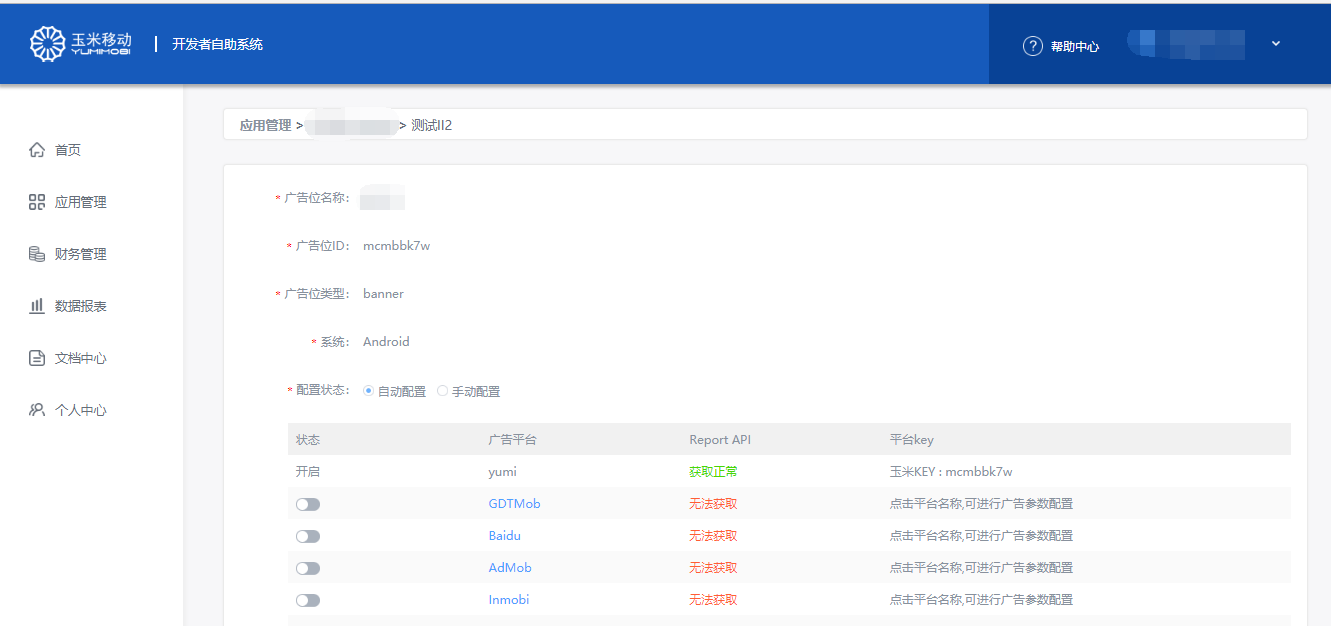 玉米移动
YUMIMOBI
开发者自助系统
帮助中心
首页
应用管理
财务管理
数据报表
文档中心
个人中心
应用管理 > > 测试II2
* 广告位名称:
* 广告位ID: mcmbbk7w
* 广告位类型: banner
* 系统: Android
* 配置状态: 自动配置 手动配置
状态 广告平台 Report API 平台key
开启 yumi 获取正常 玉米KEY : mcmbbk7w
GDTMob 无法获取 点击平台名称,可进行广告参数配置
Baidu 无法获取 点击平台名称,可进行广告参数配置
AdMob 无法获取 点击平台名称,可进行广告参数配置
Inmobi 无法获取 点击平台名称,可进行广告参数配置